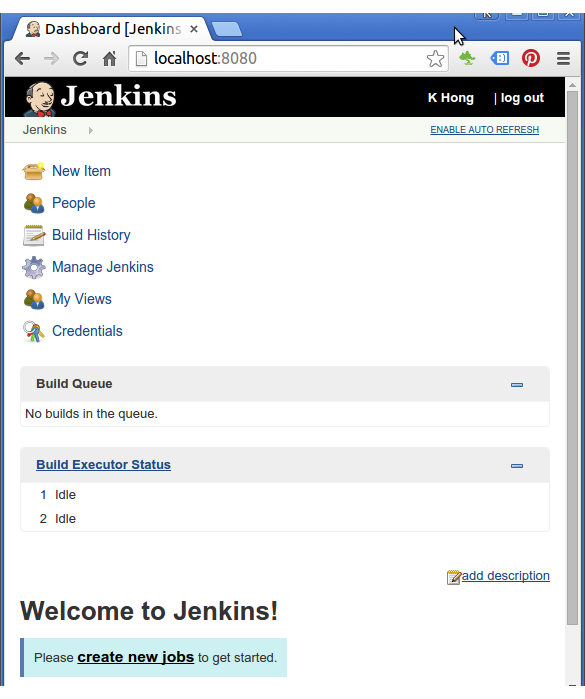 K
Dashboard [Jenkins
localhost:8080
Jenkins
K Hong | log out
Jenkins
ENABLE AUTO REFRESH
New Item
People
Build History
Manage Jenkins
My Views
Credentials
Build Queue
No builds in the queue.
Build Executor Status
1 Idle
2 Idle
add description
Welcome to Jenkins!
Please create new jobs to get started.